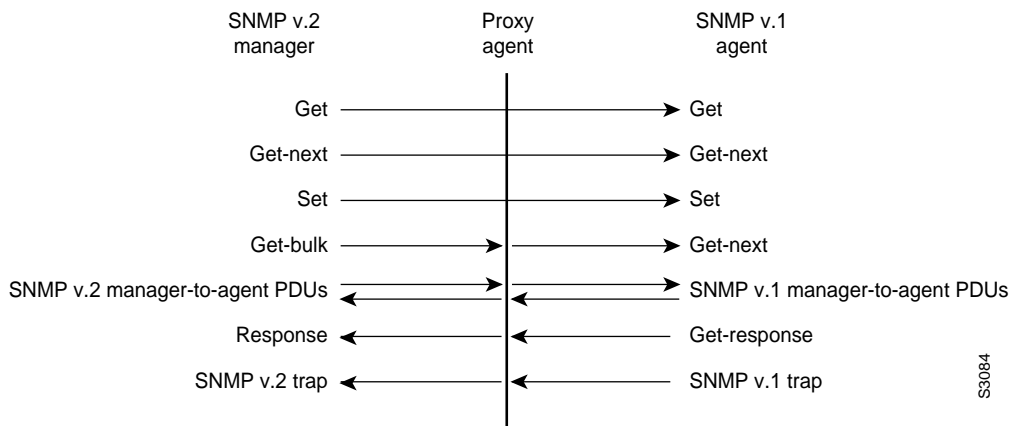 SNMP v.2 manager
Proxy agent
SNMP v.1 agent
Get
Get
Get-next
Get-next
Set
Set
Get-bulk
Get-next
SNMP v.2 manager-to-agent PDUs
SNMP v.1 manager-to-agent PDUs
Response
Get-response
SNMP v.2 trap
SNMP v.1 trap
S3084